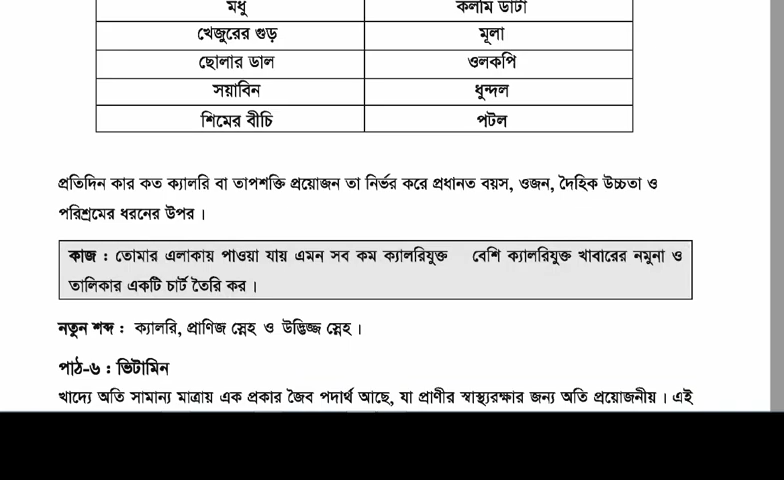 মধু কলমি ডাটা
খেজুরের গুড় মূলা
ছোলার ডাল ওলকপি
সয়াবিন ধুন্দল
শিমের বীচি পটল
প্রতিদিন কার কত ক্যালরি বা তাপশক্তি প্রয়োজন তা নির্ভর করে প্রধানত বয়স, ওজন, দৈহিক উচ্চতা ও
পরিশ্রমের ধরনের উপর ।
কাজ : তোমার এলাকায় পাওয়া যায় এমন সব কম ক্যালরিযুক্ত বেশি ক্যালরিযুক্ত খাবারের নমুনা ও
তালিকার একটি চার্ট তৈরি কর ।
নতুন শব্দ : ক্যালরি, প্রাণিজ স্নেহ ও উদ্ভিজ্জ স্নেহ ।
পাঠ-৬ : ভিটামিন
খাদ্যে অতি সামান্য মাত্রায় এক প্রকার জৈব পদার্থ আছে, যা প্রাণীর স্বাস্থ্যরক্ষার জন্য অতি প্রয়োজনীয় । এই